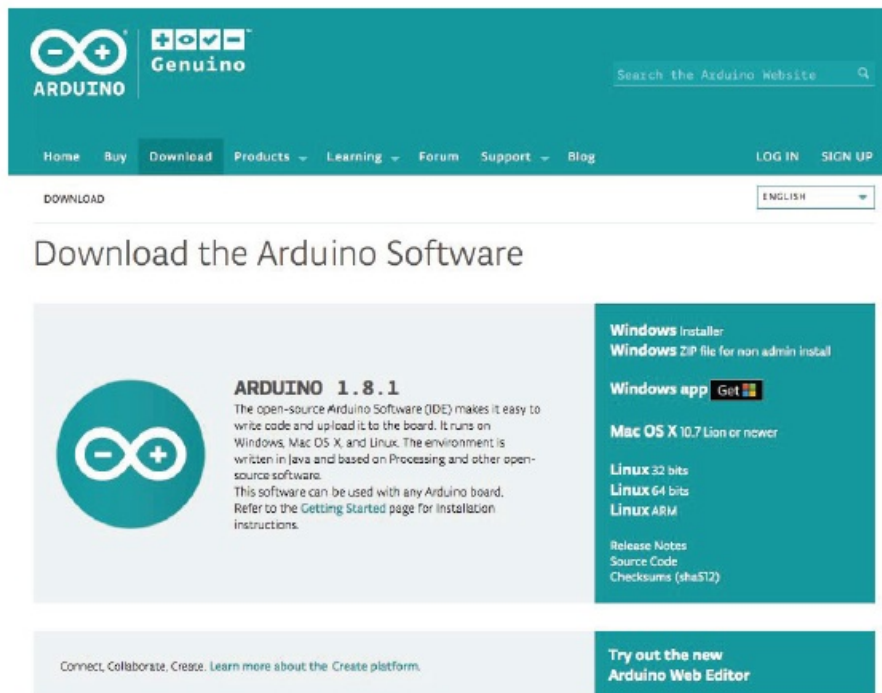 ARDUINO
Genuino
Search the Arduino Website
Home Buy Download Products Learning Forum Support Blog LOG IN SIGN UP
DOWNLOAD
ENGLISH
Download the Arduino Software
ARDUINO 1.8.1
The open-source Arduino Software (IDE) makes it easy to
write code and upload it to the board. It runs on
Windows, Mac OS X, and Linux. The environment is
written in Java and based on Processing and other open-
source software.
This software can be used with any Arduino board.
Refer to the Getting Started page for Installation
instructions.
Windows Installer
Windows ZIP file for non admin install
Windows app Get
Mac OS X 10.7 Lion or newer
Linux 32 bits
Linux 64 bits
Linux ARM
Release Notes
Source Code
Checksums (sha512)
Connect, Collaborate, Create. Learn more about the Create platform.
Try out the new
Arduino Web Editor